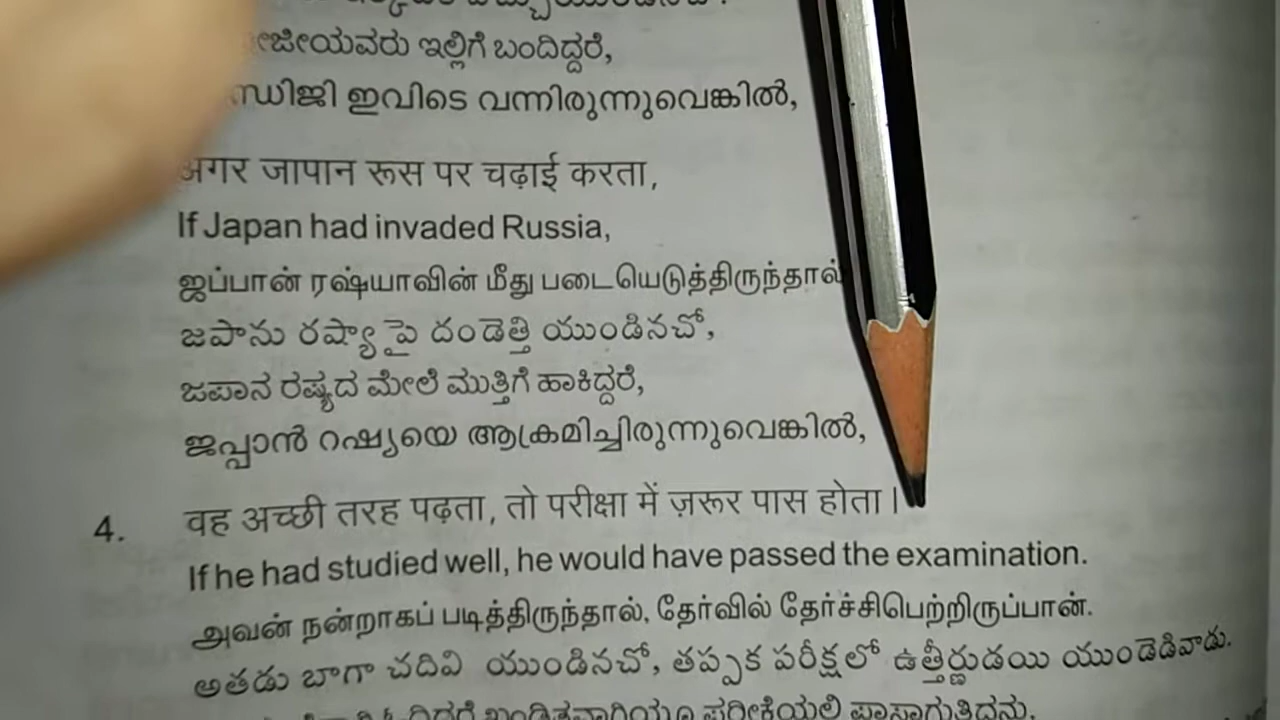 ಇಲ್ಲಿಗೆ ಬಂದಿದ್ದರೆ,
ഇവിടെ വന്നിരുന്നുവെങ്കിൽ,
अगर जापान रूस पर चढ़ाई करता,
If Japan had invaded Russia,
ஜப்பான் ரஷ்யாவின் மீது படையெடுத்திருந்தால்
జపాను రష్యా పై దండెత్తి యుండినచో,
ಜಪಾನ ರಷ್ಯದ ಮೇಲೆ ಮುತ್ತಿಗೆ ಹಾಕಿದ್ದರೆ,
ജപ്പാൻ റഷ്യയെ ആക്രമിച്ചിരുന്നുവെങ്കിൽ,
4. वह अच्छी तरह पढ़ता, तो परीक्षा में ज़रूर पास होता।
If he had studied well, he would have passed the examination.
அவன் நன்றாகப் படித்திருந்தால், தேர்வில் தேர்ச்சிபெற்றிருப்பான்.
అతడు బాగా చదివి యుండినచో, తప్పక పరీక్షలో ఉత్తీర్ణుడయి యుండెడివాడు.